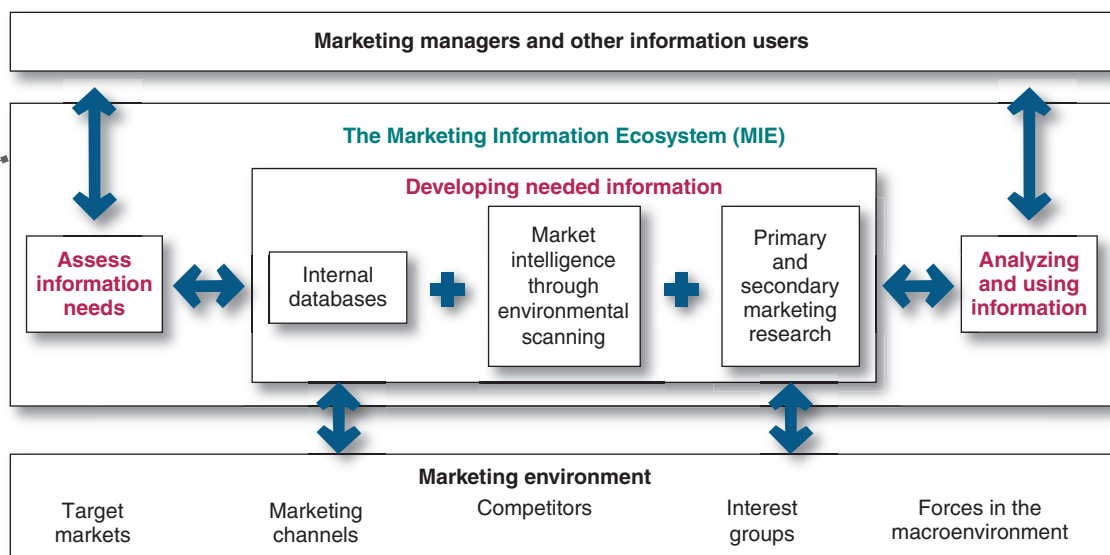 Marketing managers and other information users
The Marketing Information Ecosystem (MIE)
Developing needed information
Assess
information
needs
Internal
databases
Market
intelligence
through
environmental
scanning
Primary
and
secondary
marketing
research
Analyzing
and using
information
Marketing environment
Target
markets
Marketing
channels
Competitors
Interest
groups
Forces in the
macroenvironment